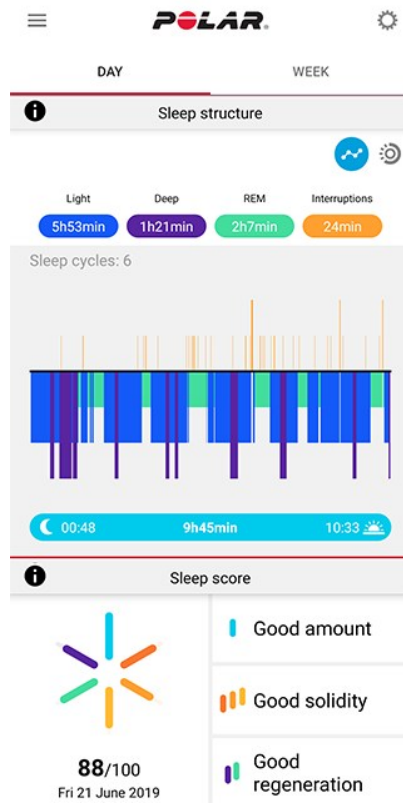 POLAR.
DAY WEEK
Sleep structure
Light Deep REM Interruptions
5h53min 1h21min 2h7min 24min
Sleep cycles: 6
00:48 9h45min 10:33
Sleep score
Good amount
Good solidity
Good
regeneration
88/100
Fri 21 June 2019